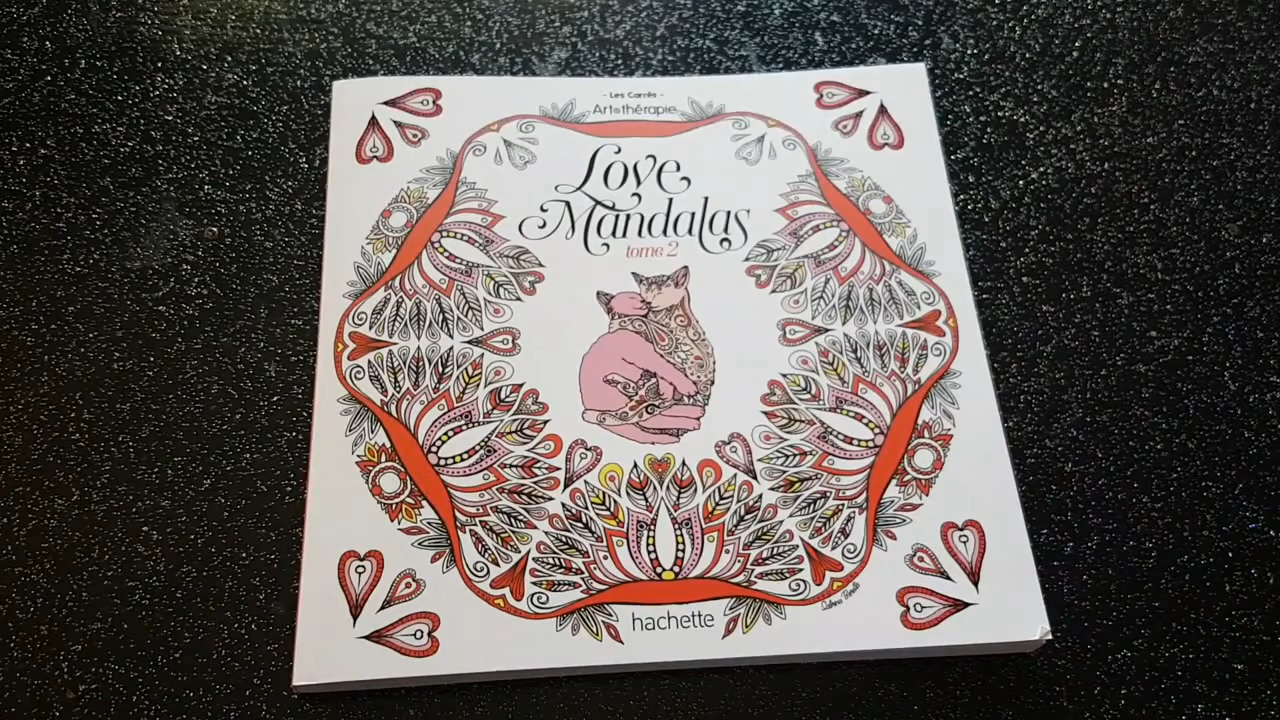 - Les Carrés -
Art-thérapie
Love
Mandalas
tome 2
hachette